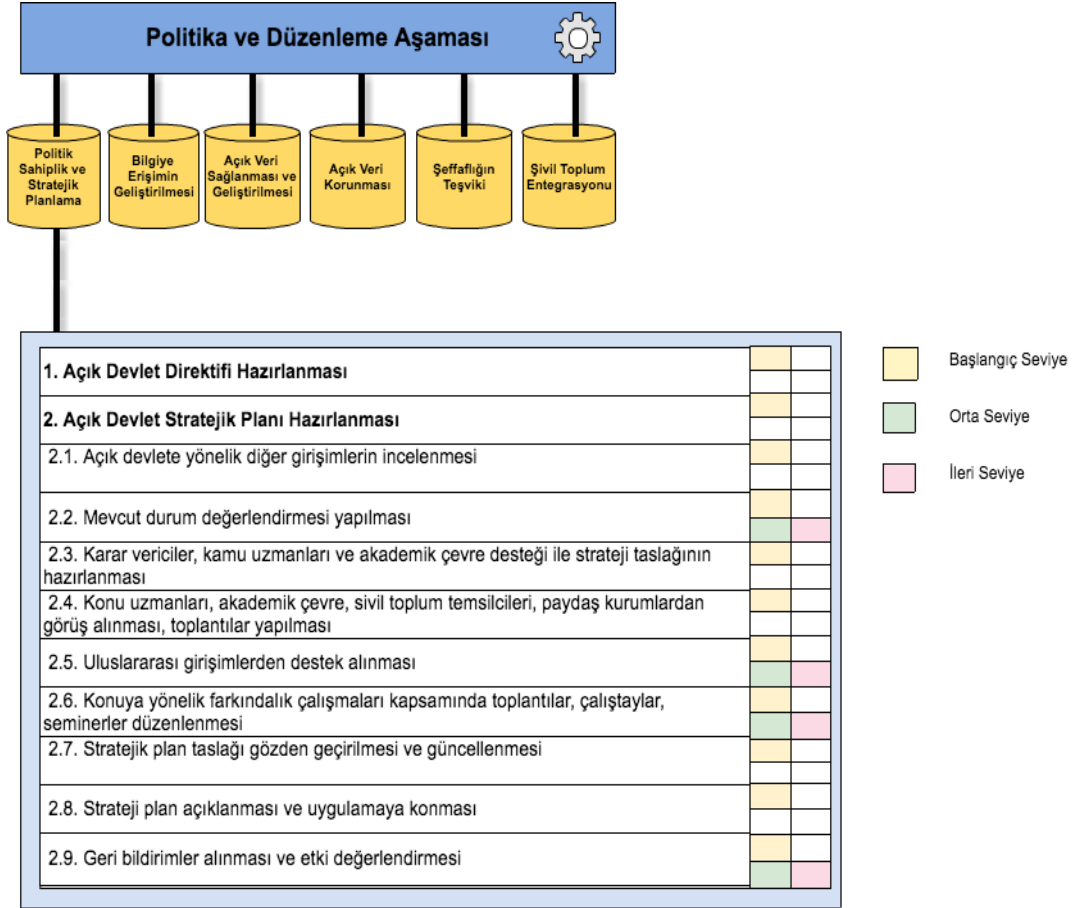 Politika ve Düzenleme Aşaması
Politik
Sahiplik ve
Stratejik
Planlama
Bilgiye
Erişimin
Geliştirilmesi
Açık Veri
Sağlanması ve
Geliştirilmesi
Açık Veri
Korunması
Şeffaflığın
Teşviki
Şivil Toplum
Entegrasyonu
1. Açık Devlet Direktifi Hazırlanması
2. Açık Devlet Stratejik Planı Hazırlanması
2.1. Açık devlete yönelik diğer girişimlerin incelenmesi
2.2. Mevcut durum değerlendirmesi yapılması
2.3. Karar vericiler, kamu uzmanları ve akademik çevre desteği ile strateji taslağının
hazırlanması
2.4. Konu uzmanları, akademik çevre, sivil toplum temsilcileri, paydaş kurumlardan
görüş alınması, toplantılar yapılması
2.5. Uluslararası girişimlerden destek alınması
2.6. Konuya yönelik farkındalık çalışmaları kapsamında toplantılar, çalıştaylar,
seminerler düzenlenmesi
2.7. Stratejik plan taslağı gözden geçirilmesi ve güncellenmesi
2.8. Strateji plan açıklanması ve uygulamaya konması
2.9. Geri bildirimler alınması ve etki değerlendirmesi
Başlangıç Seviye
Orta Seviye
İleri Seviye